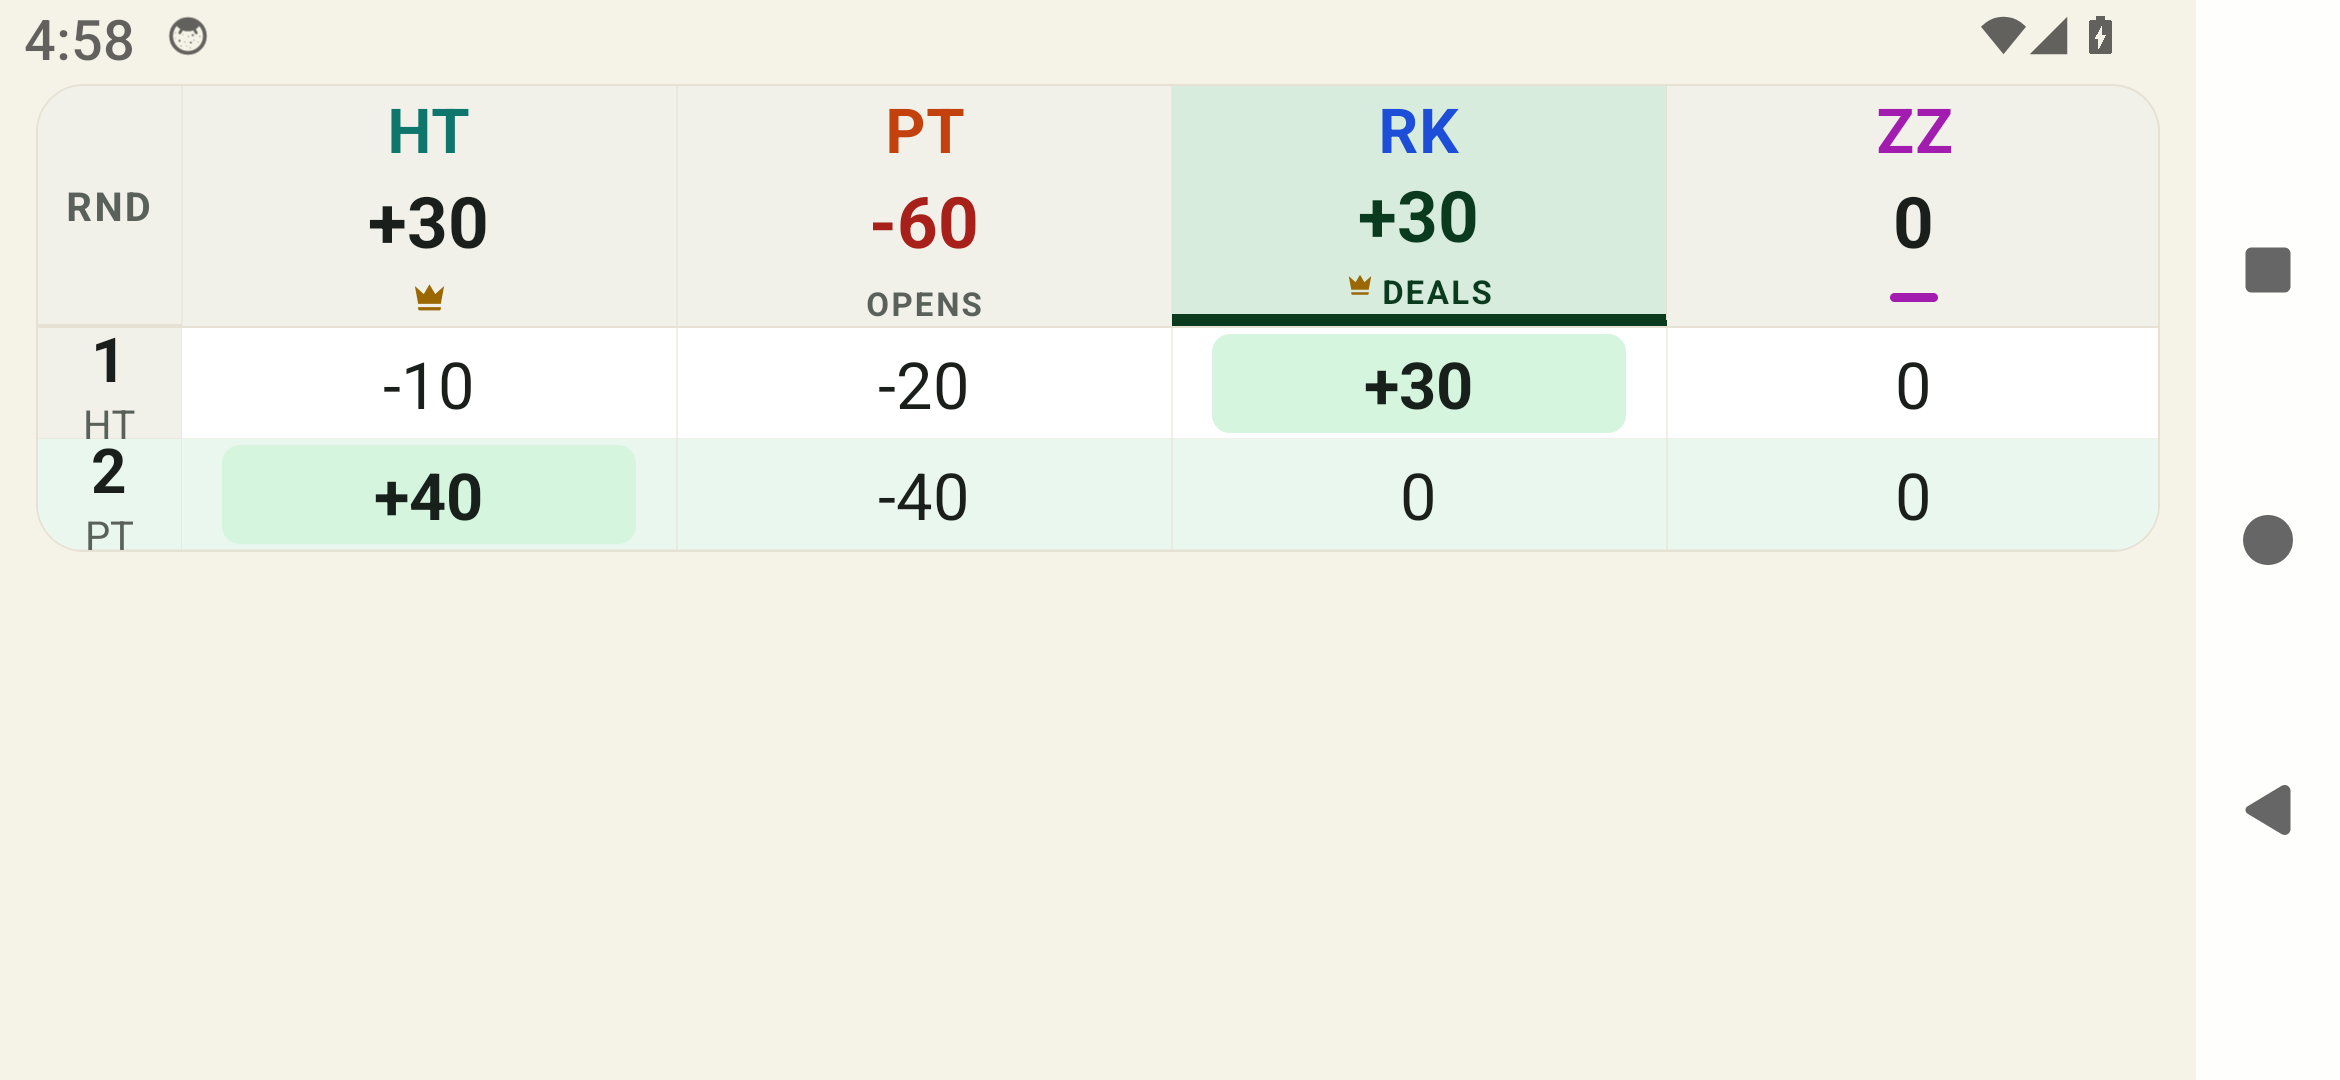 4:58
RND HT PT RK ZZ
+30 -60 +30 0
OPENS DEALS
1 -10 -20 +30 0
HT
2 +40 -40 0 0
PT